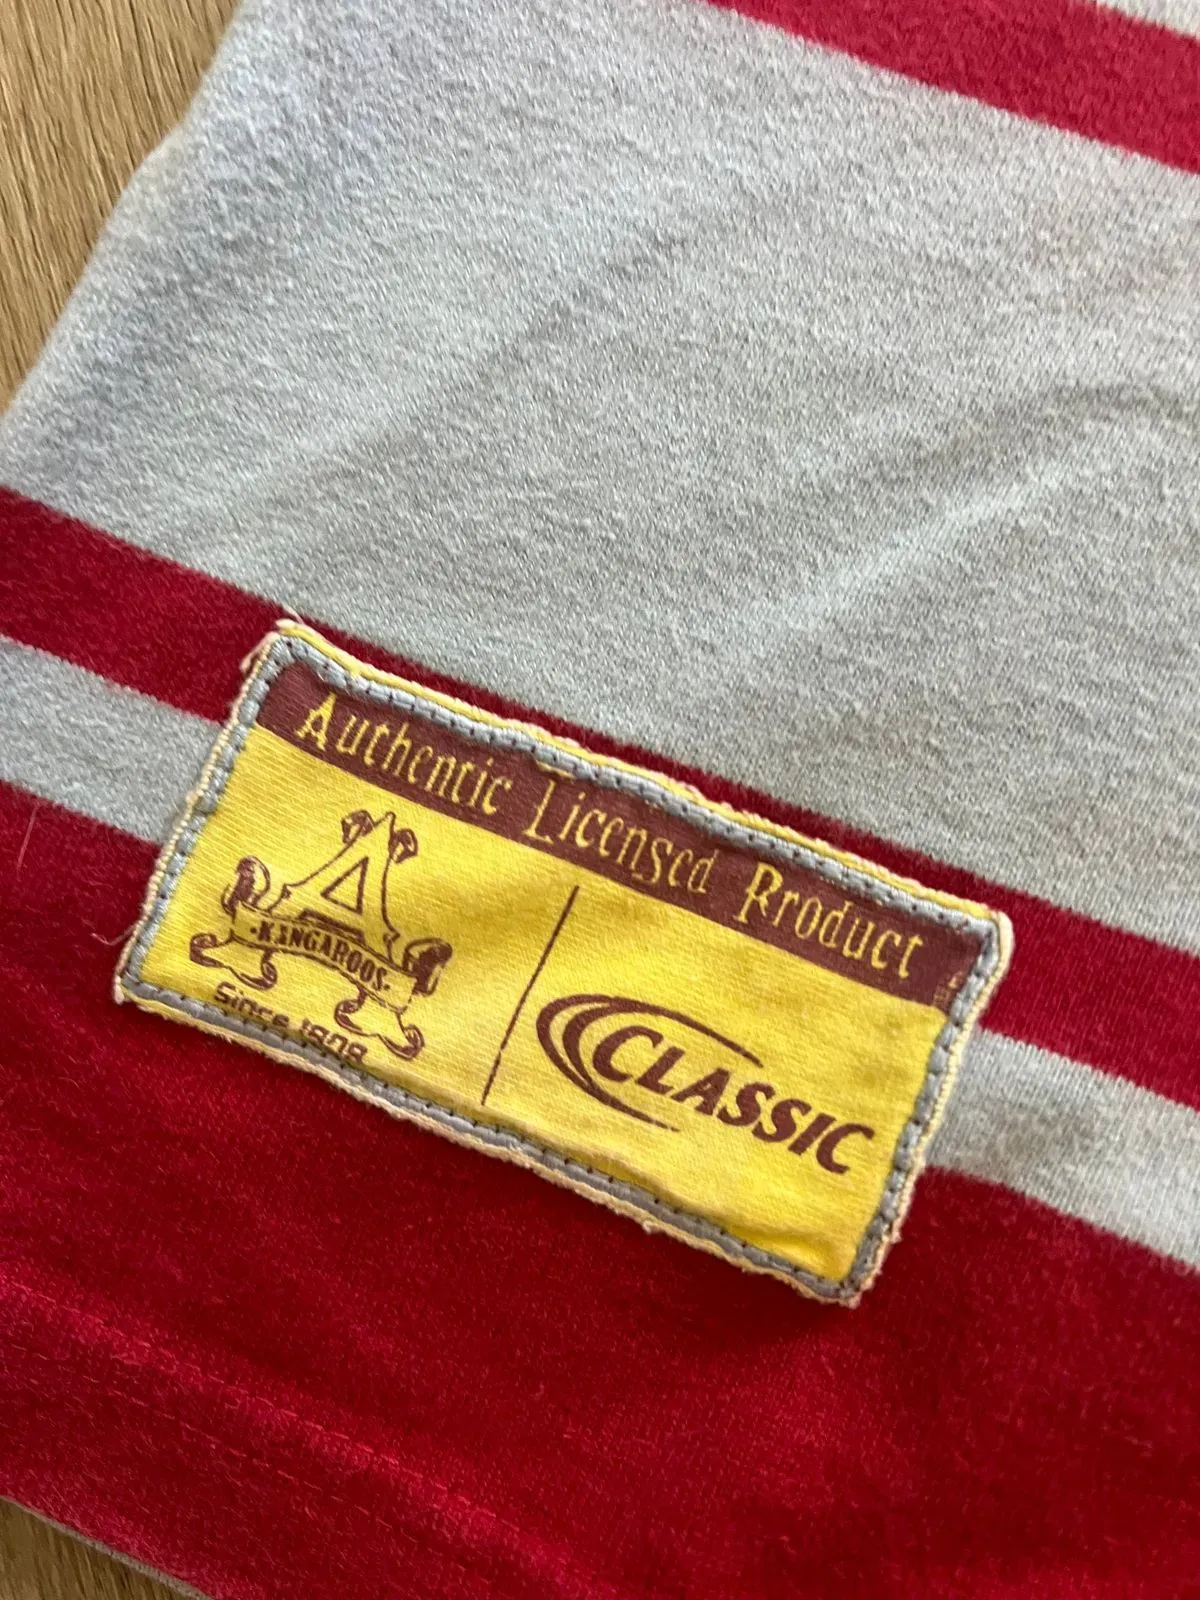 Authentic Licensed Product
A
·KANGAROOS·
Since 1908
CLASSIC